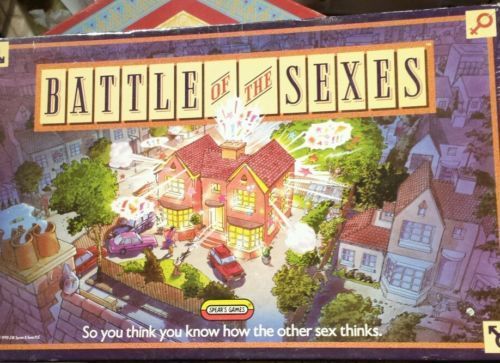 BATTLE OF THE SEXES
SPEAR'S GAMES
So you think you know how the other sex thinks.